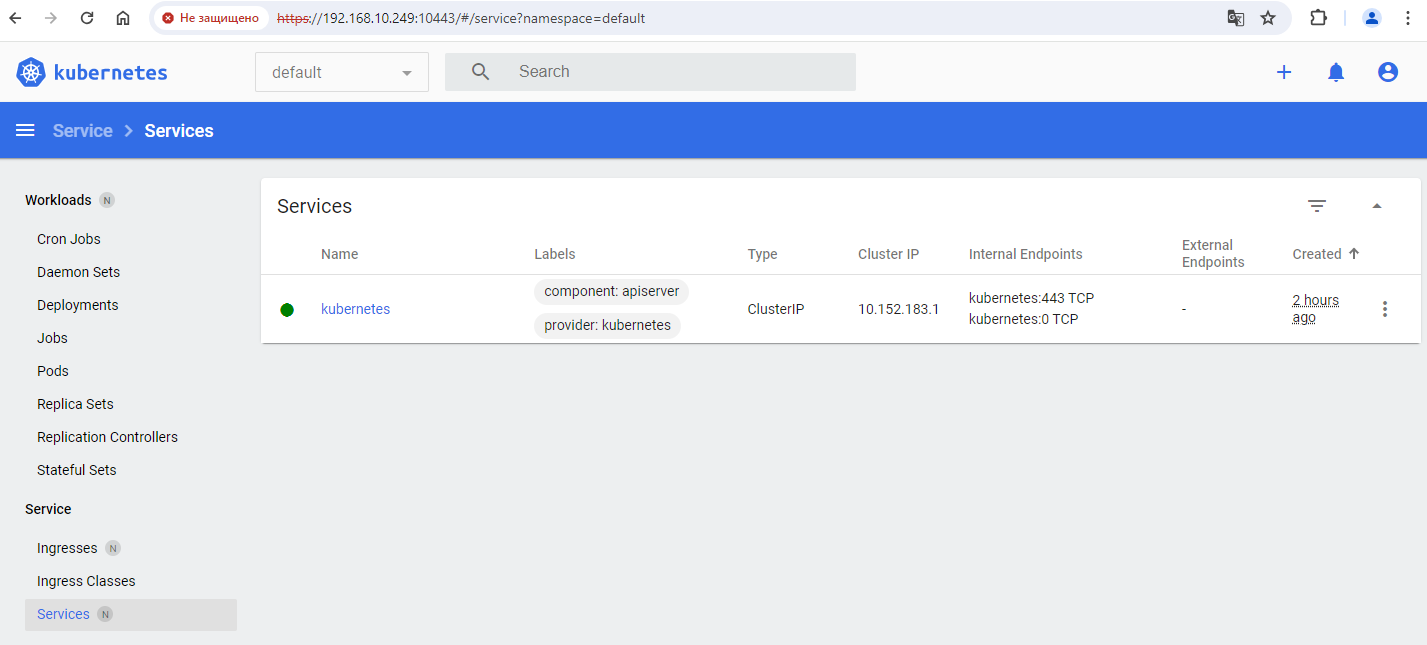 Не защищено https://192.168.10.249:10443/#/service?namespace=default
kubernetes default Search
Service Services
Workloads N
Cron Jobs
Daemon Sets
Deployments
Jobs
Pods
Replica Sets
Replication Controllers
Stateful Sets
Service
Ingresses N
Ingress Classes
Services N
Services
Name Labels Type Cluster IP Internal Endpoints External Endpoints Created
kubernetes
component: apiserver
provider: kubernetes
ClusterIP
10.152.183.1
kubernetes:443 TCP
kubernetes:0 TCP
-
2 hours
ago